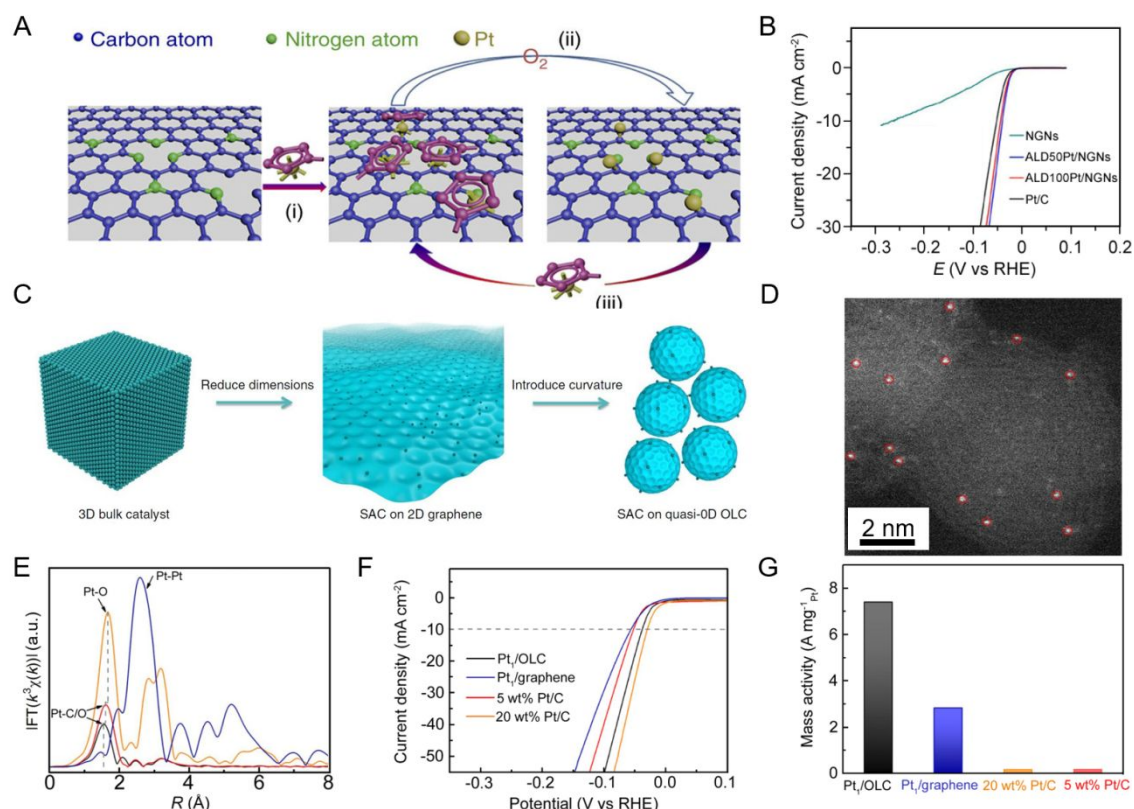 A
Carbon atom
Nitrogen atom
Pt
(ii)
O2
(i)
(iii)
B
Current density (mA cm-2)
0
-10
-20
-30
NGNs
ALD50Pt/NGNs
ALD100Pt/NGNs
Pt/C
-0.3 -0.2 -0.1 0 0.1
E (V vs RHE)
C
Reduce dimensions
Introduce curvature
3D bulk catalyst
SAC on 2D graphene
SAC on quasi-0D OLC
D
2 nm
E
IFT(k3χ(k))I (a.u.)
Pt-O
Pt-Pt
Pt-C/O
0 2 4 6 8
R (Å)
F
Current density (mA cm-2)
0
-10
-20
-30
-40
-50
Pt1/OLC
Pt1/graphene
5 wt% Pt/C
20 wt% Pt/C
-0.3 -0.2 -0.1 0.0 0.1
Potential (V vs RHE)
G
Mass activity (A mg-1Pt)
8
6
4
2
0
Pt1/OLC Pt1/graphene 20 wt% Pt/C 5 wt% Pt/C